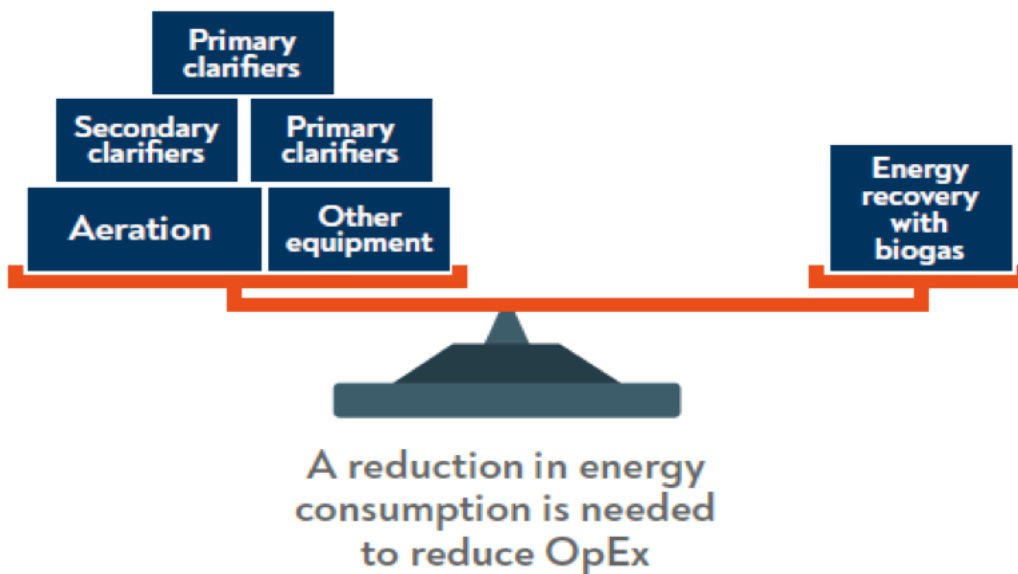 Primary
clarifiers
Secondary
clarifiers
Primary
clarifiers
Aeration
Other
equipment
Energy
recovery
with
biogas
A reduction in energy
consumption is needed
to reduce OpEx